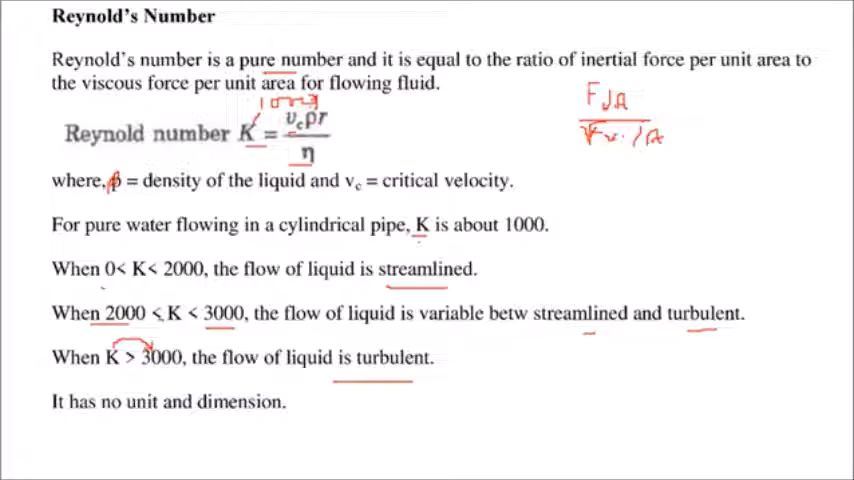 Reynold's Number
Reynold's number is a pure number and it is equal to the ratio of inertial force per unit area to
the viscous force per unit area for flowing fluid.
Reynold number K = v_cρr / η
where, ρ = density of the liquid and v_c = critical velocity.
For pure water flowing in a cylindrical pipe, K is about 1000.
When 0< K< 2000, the flow of liquid is streamlined.
When 2000 < K < 3000, the flow of liquid is variable betw streamlined and turbulent.
When K > 3000, the flow of liquid is turbulent.
It has no unit and dimension.